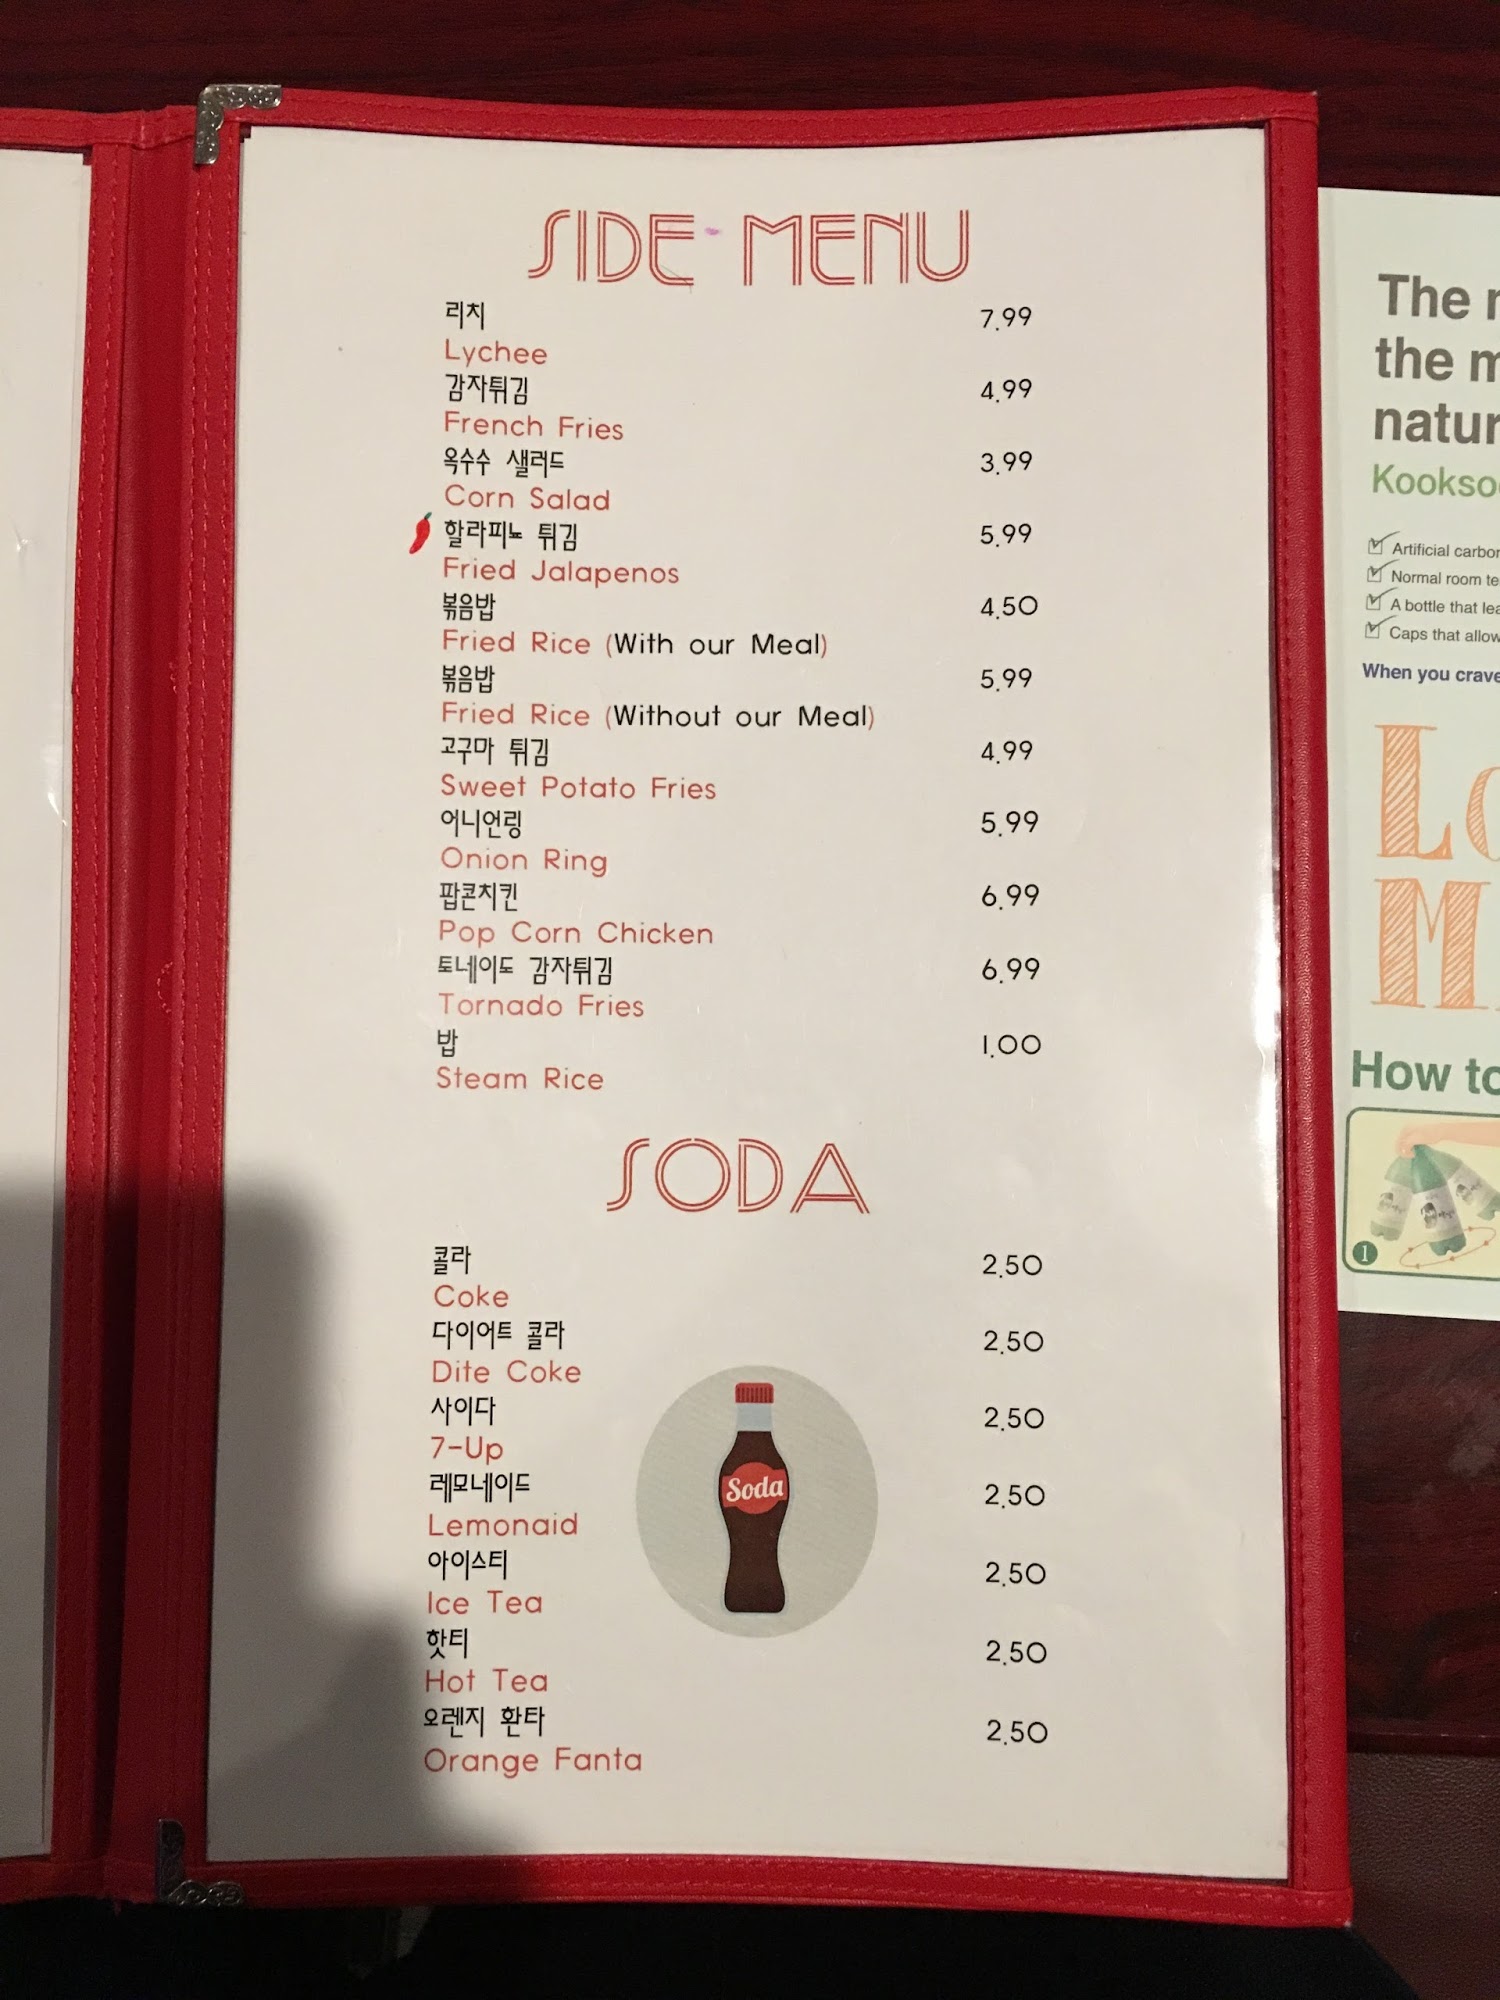 SIDE MENU
리치 7.99
Lychee
감자튀김 4.99
French Fries
옥수수 샐러드 3.99
Corn Salad
할라피뇨 튀김 5.99
Fried Jalapenos
볶음밥 4.50
Fried Rice (With our Meal)
볶음밥 5.99
Fried Rice (Without our Meal)
고구마 튀김 4.99
Sweet Potato Fries
어니언링 5.99
Onion Ring
팝콘치킨 6.99
Pop Corn Chicken
토네이도 감자튀김 6.99
Tornado Fries
밥 1.00
Steam Rice
SODA
콜라 2.50
Coke
다이어트 콜라 2.50
Dite Coke
사이다 2.50
7-Up
레모네이드 2.50
Lemonaid
아이스티 2.50
Ice Tea
핫티 2.50
Hot Tea
오렌지 환타 2.50
Orange Fanta
Soda
The
the
Artificial
Normal room
A bottle that
Caps that
When you
How
1